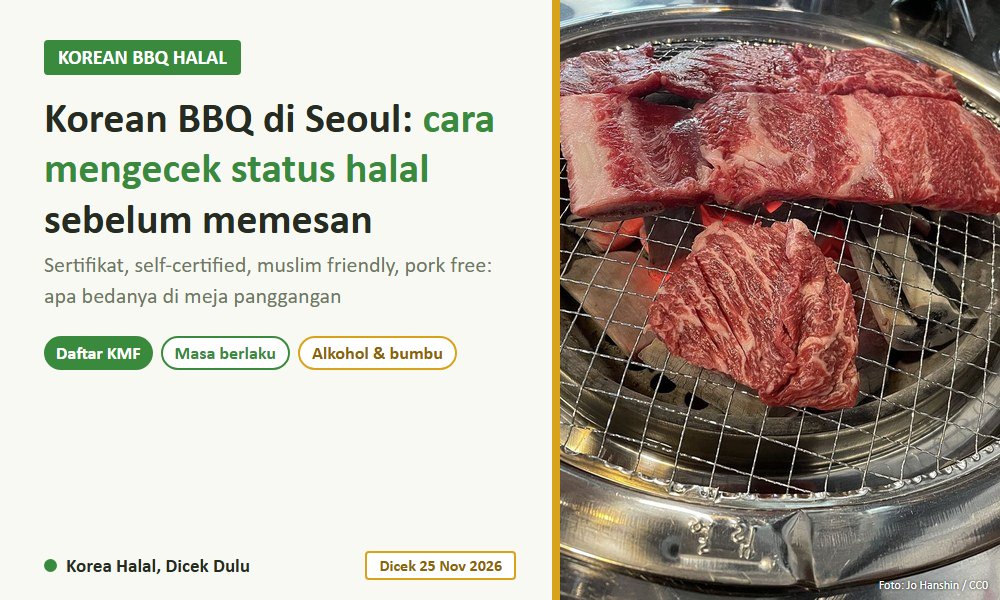 KOREAN BBQ HALAL
Korean BBQ di Seoul: cara
mengecek status halal
sebelum memesan
Sertifikat, self-certified, muslim friendly, pork free:
apa bedanya di meja panggangan
Daftar KMF
Masa berlaku
Alkohol & bumbu
Korea Halal, Dicek Dulu
Dicek 25 Nov 2026
Foto: Jo Hanshin / CC0